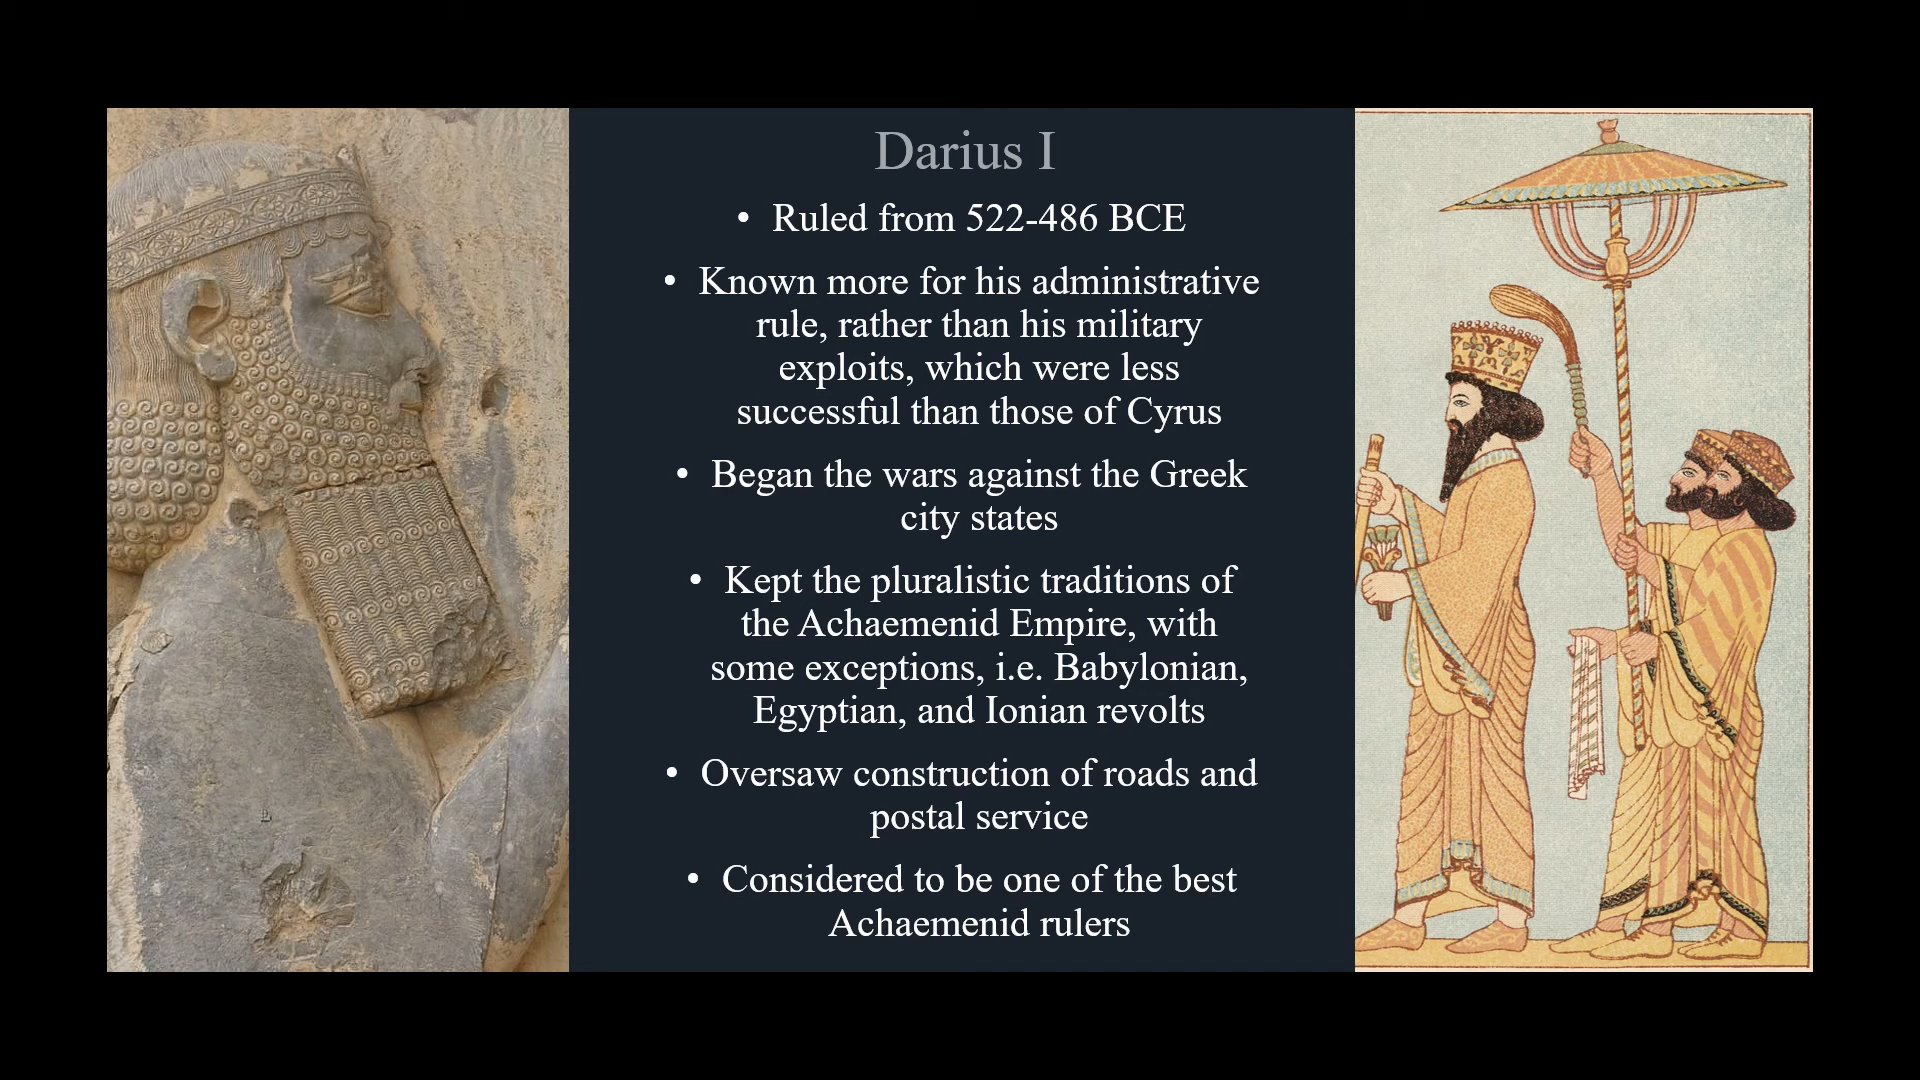 Darius I
• Ruled from 522-486 BCE
• Known more for his administrative
rule, rather than his military
exploits, which were less
successful than those of Cyrus
• Began the wars against the Greek
city states
• Kept the pluralistic traditions of
the Achaemenid Empire, with
some exceptions, i.e. Babylonian,
Egyptian, and Ionian revolts
• Oversaw construction of roads and
postal service
• Considered to be one of the best
Achaemenid rulers